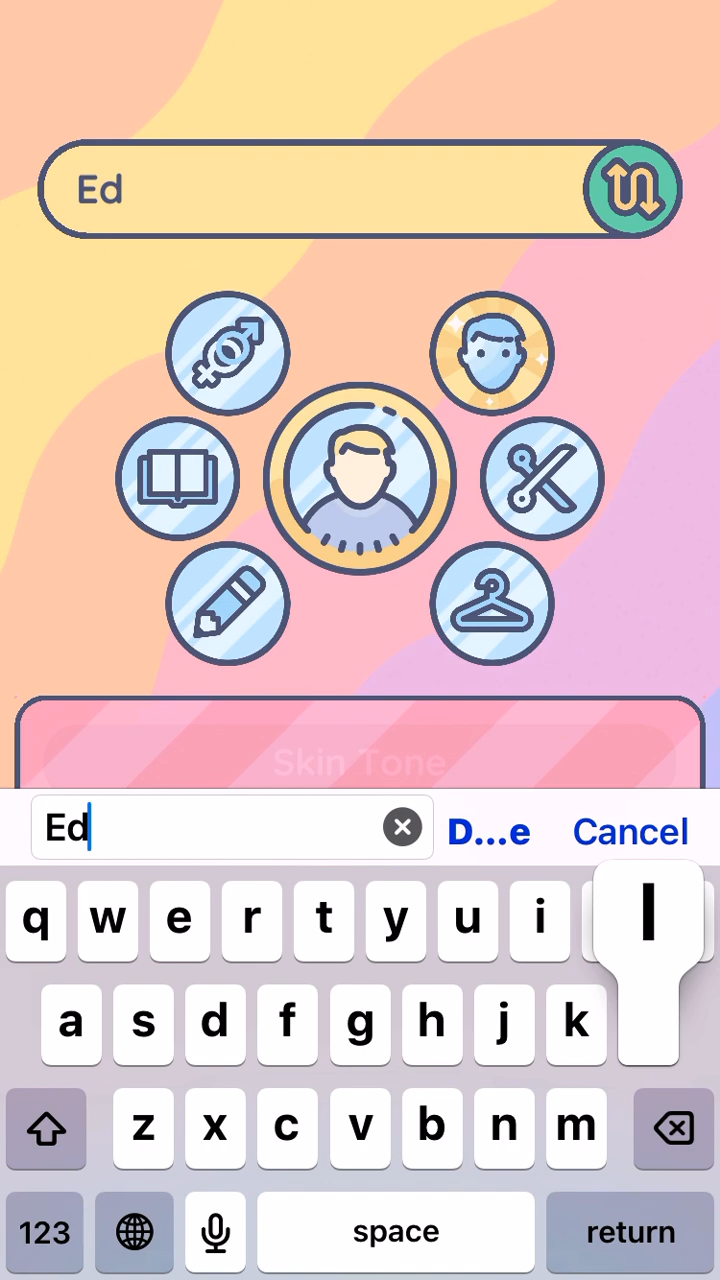 Ed
Skin Tone
Ed D...e Cancel
q w e r t y u i
l
a s d f g h j k
z x c v b n m
123 space return